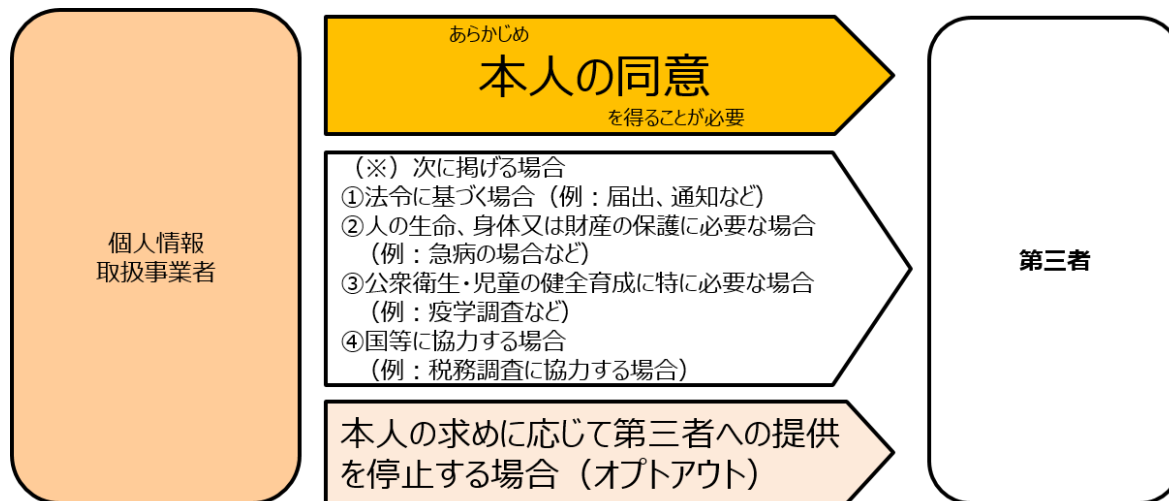 個人情報
取扱事業者
あらかじめ
本人の同意
を得ることが必要
（※）次に掲げる場合
①法令に基づく場合（例：届出、通知など）
②人の生命、身体又は財産の保護に必要な場合
（例：急病の場合など）
③公衆衛生・児童の健全育成に特に必要な場合
（例：疫学調査など）
④国等に協力する場合
（例：税務調査に協力する場合）
本人の求めに応じて第三者への提供
を停止する場合（オプトアウト）
第三者